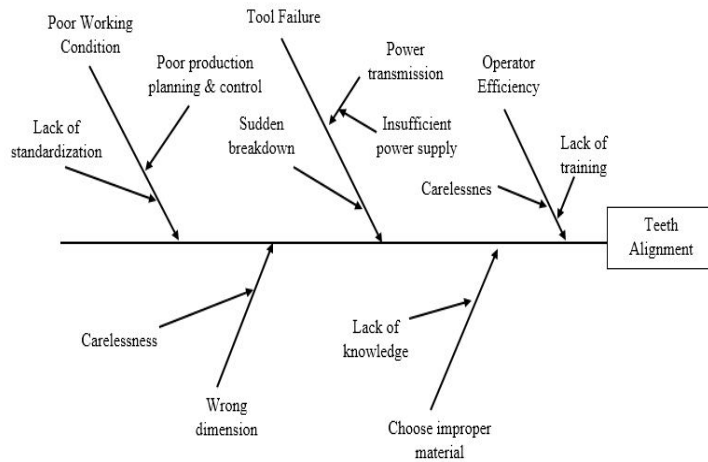 Poor Working
Condition
Tool Failure
Poor production
planning & control
Power
transmission
Operator
Efficiency
Lack of
standardization
Sudden
breakdown
Insufficient
power supply
Lack of
training
Carelessnes
Teeth
Alignment
Carelessness
Lack of
knowledge
Wrong
dimension
Choose improper
material